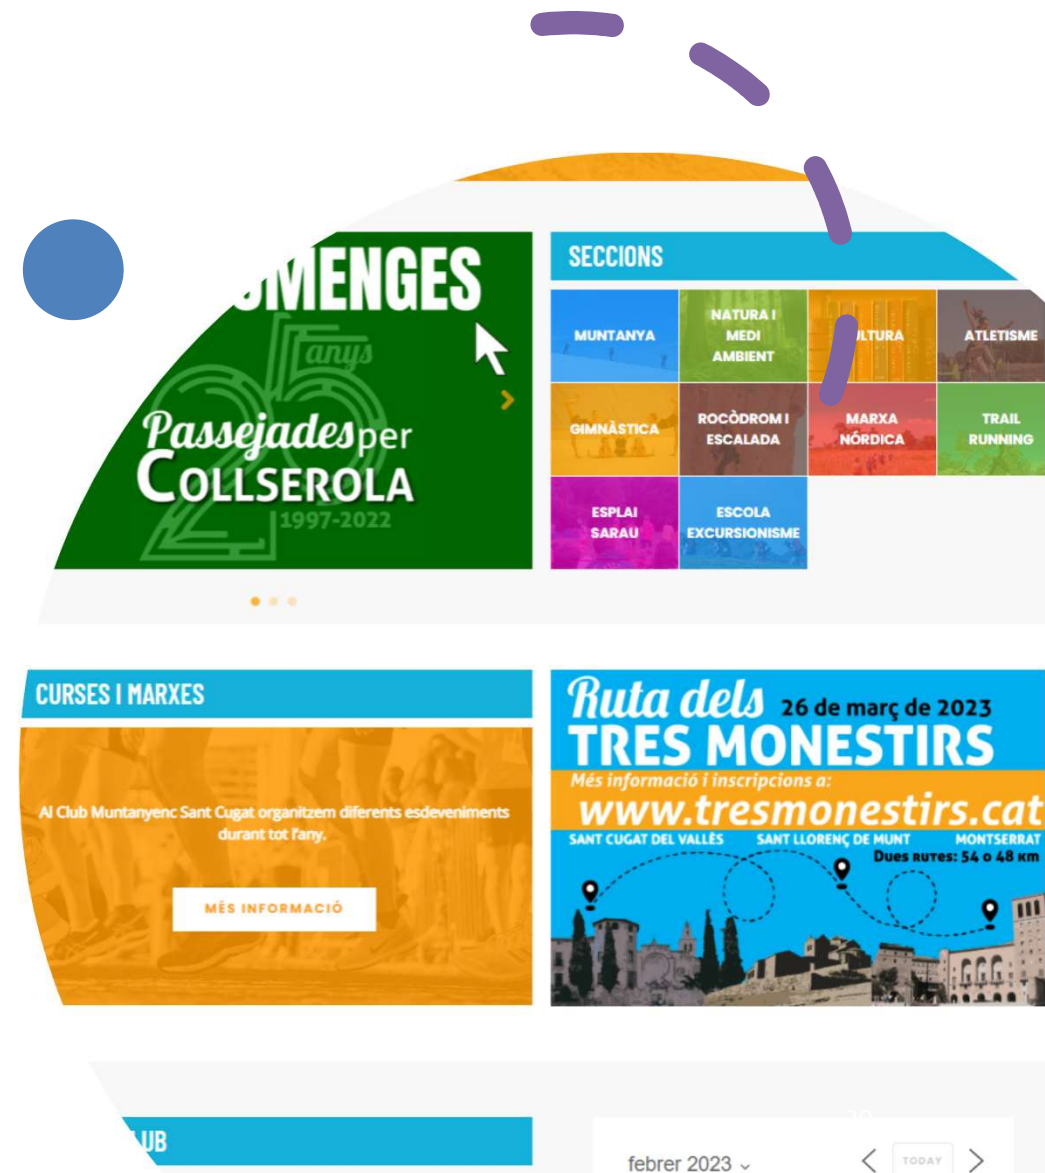 SECCIONS
anys
Passejades per
COLLSEROLA
1997-2022
MUNTANYA
NATURA I
MEDI
AMBIENT
ATLETISME
GIMNÀSTICA
ROCÒDROM I
ESCALADA
MARXA
NÓRDICA
TRAIL
RUNNING
ESPLAI
SARAU
ESCOLA
EXCURSIONISME
CURSES I MARXES
Al Club Muntanyenc Sant Cugat organitzem diferents esdeveniments
durant tot l'any.
MÉS INFORMACIÓ
Ruta dels 26 de març de 2023
TRES MONESTIRS
Més informació i inscripcions a:
www.tresmonestirs.cat
SANT CUGAT DEL VALLÈS SANT LLORENÇ DE MUNT MONTSERRAT
Dues rutes: 54 o 48 km
febrer 2023 TODAY